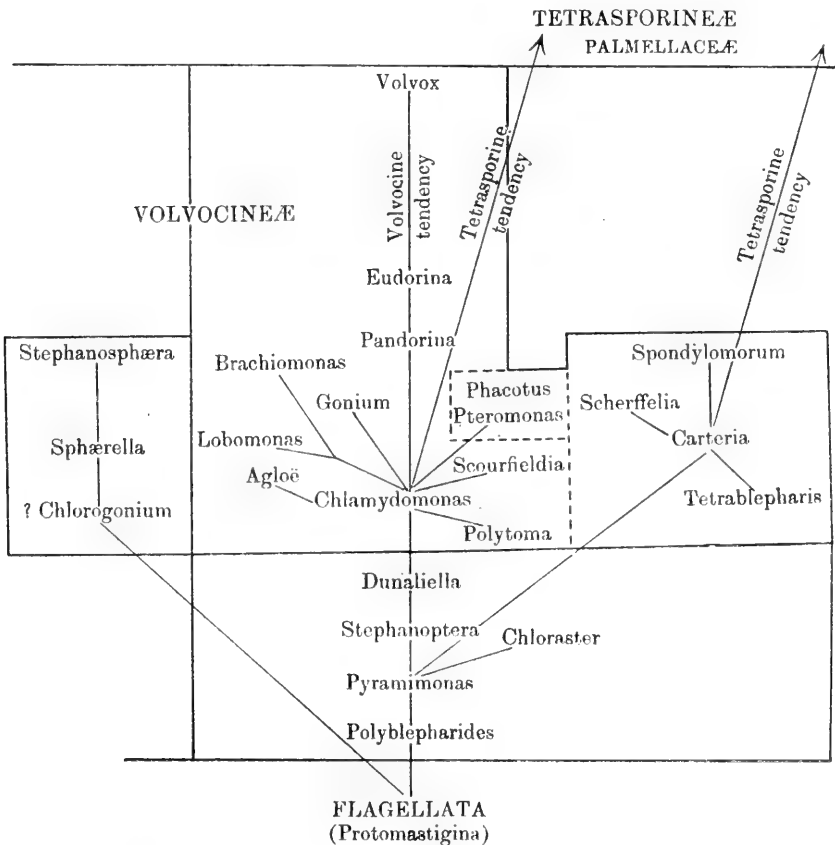 TETRASPORINEÆ
PALMELLACEÆ
Volvox
Volvocine
tendency
Tetrasporine
tendency
Tetrasporine
tendency
VOLVOCINEÆ
Eudorina
Pandorina
Stephanosphæra
Brachiomonas
Spondylomorum
Phacotus
Pteromonas
Gonium
Scherffelia
Sphærella
Lobomonas
Carteria
Agloë
Scourfieldia
Chlamydomonas
Tetrablepharis
? Chlorogonium
Polytoma
Dunaliella
Stephanoptera
Chloraster
Pyramimonas
Polyblepharides
FLAGELLATA
(Protomastigina)